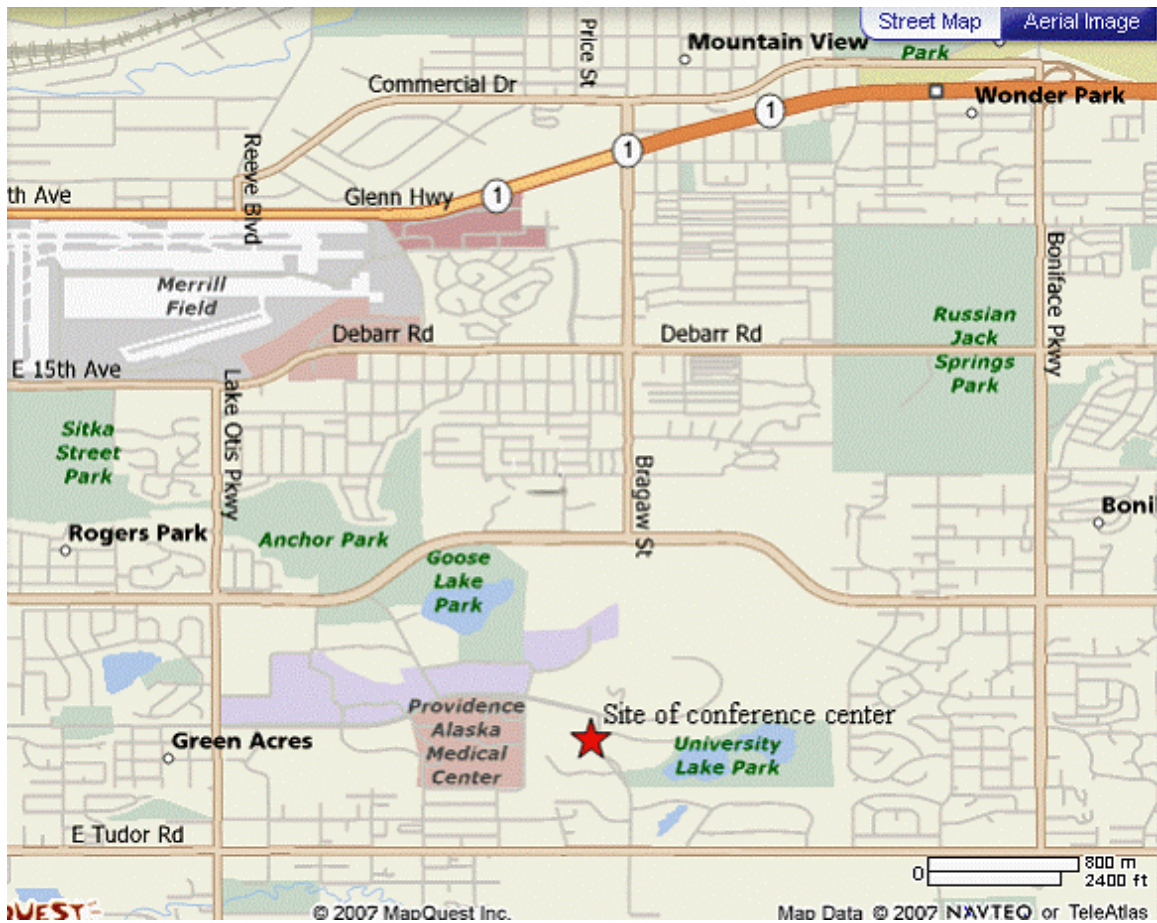 Street Map
Aerial Image
Price St
Mountain View
Park
Commercial Dr
Wonder Park
1
1
1
Reeve Blvd
th Ave
Glenn Hwy
Merrill
Field
Boniface Pkwy
Russian
Jack
Springs
Park
Debarr Rd
Debarr Rd
E 15th Ave
Lake Otis Pkwy
Sitka
Street
Park
Bragaw St
Rogers Park
Anchor Park
Boni
Goose
Lake
Park
Providence
Alaska
Medical
Center
Site of conference center
University
Lake Park
Green Acres
E Tudor Rd
0
800 m
2400 ft
QUEST
© 2007 MapQuest Inc.
Map Data © 2007 NAVTEQ or TeleAtlas